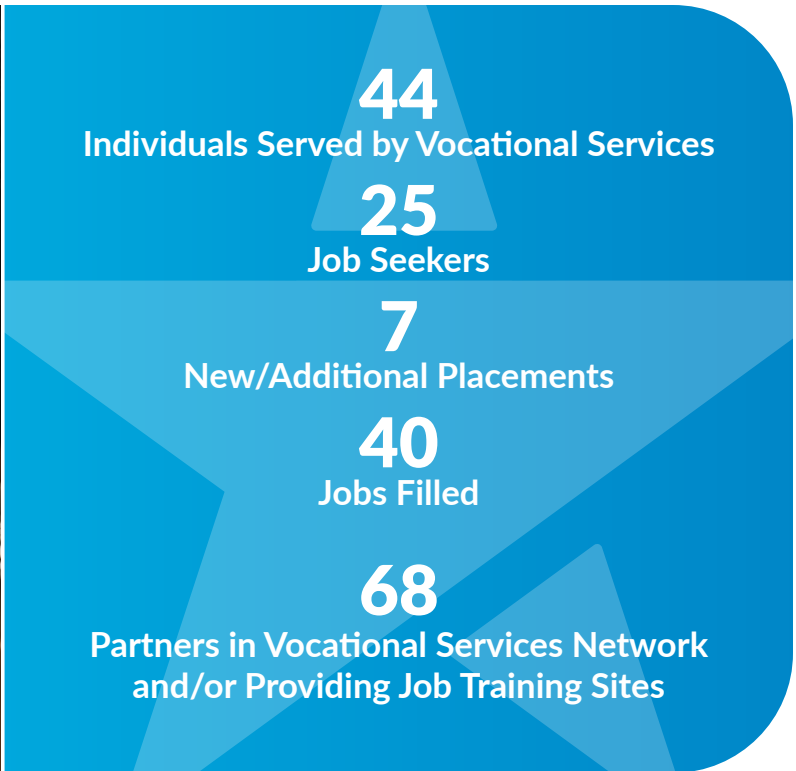 44
Individuals Served by Vocational Services
25
Job Seekers
7
New/Additional Placements
40
Jobs Filled
68
Partners in Vocational Services Network
and/or Providing Job Training Sites